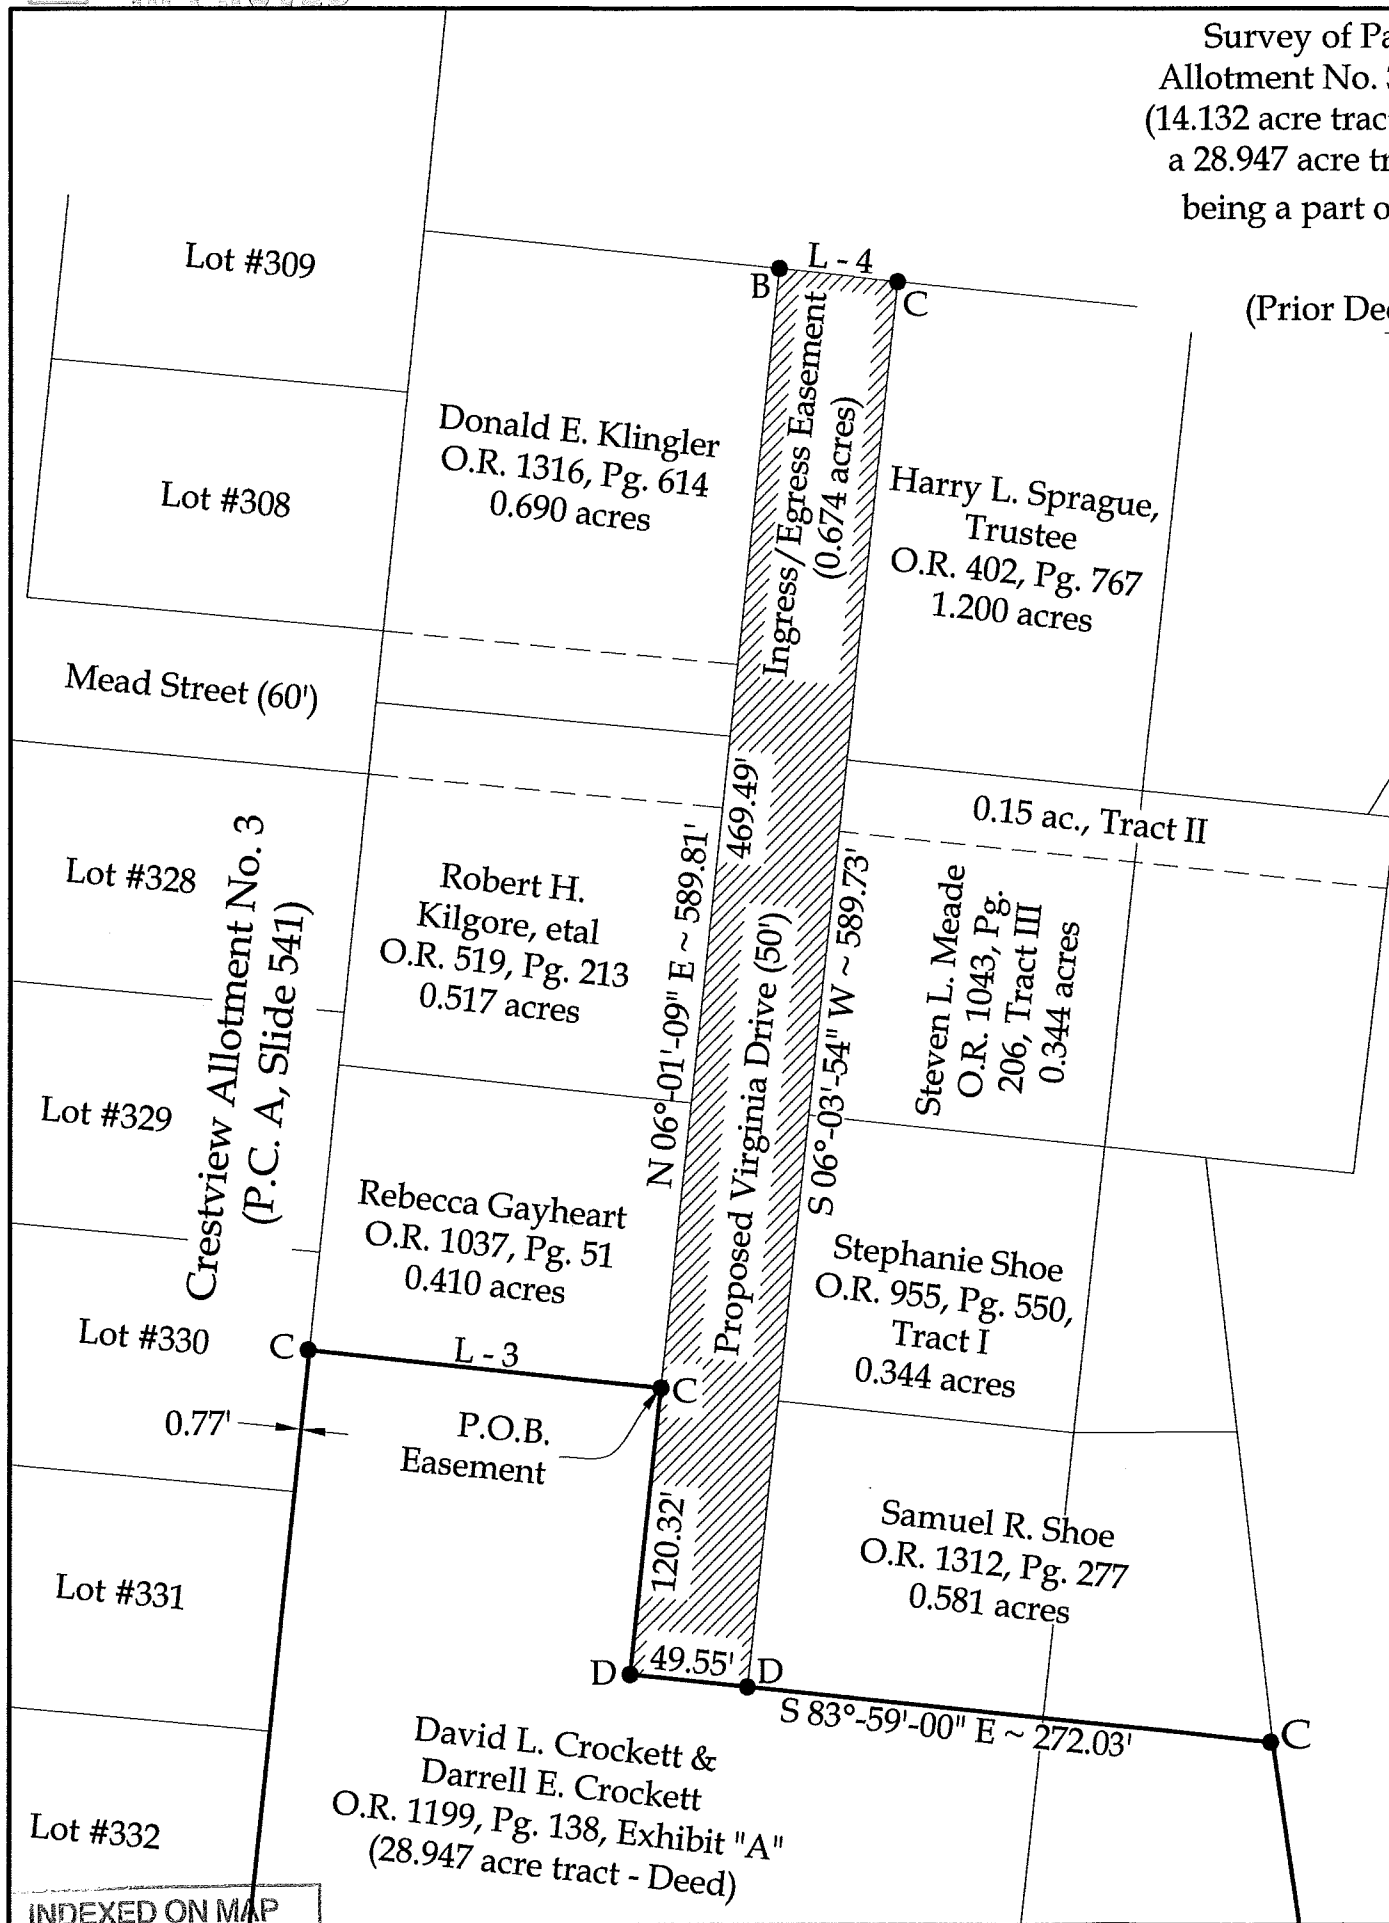 Survey of
Allotment No.
(14.132 acre
a 28.947 acre
being a part
(Prior
Lot #309
B
L - 4
C
Ingress/Egress Easement
(0.674 acres)
Donald E. Klingler
O.R. 1316, Pg. 614
0.690 acres
Harry L. Sprague,
Trustee
O.R. 402, Pg. 767
1.200 acres
Lot #308
Mead Street (60')
469.49'
0.15 ac., Tract II
Lot #328
Crestview Allotment No. 3
(P.C. A, Slide 541)
Robert H.
Kilgore, etal
O.R. 519, Pg. 213
0.517 acres
N 06°-01'-09" E ~ 589.81'
Proposed Virginia Drive (50')
S 06°-03'-54" W ~ 589.73'
Steven L. Meade
O.R. 1043, Pg.
206, Tract III
0.344 acres
Lot #329
Rebecca Gayheart
O.R. 1037, Pg. 51
0.410 acres
Stephanie Shoe
O.R. 955, Pg. 550,
Tract I
0.344 acres
Lot #330
C
L - 3
C
0.77'
P.O.B.
Easement
120.32'
Samuel R. Shoe
O.R. 1312, Pg. 277
0.581 acres
Lot #331
D
49.55'
D
S 83°-59'-00" E ~ 272.03'
C
David L. Crockett &
Darrell E. Crockett
O.R. 1199, Pg. 138, Exhibit "A"
(28.947 acre tract - Deed)
Lot #332
INDEXED ON MAP